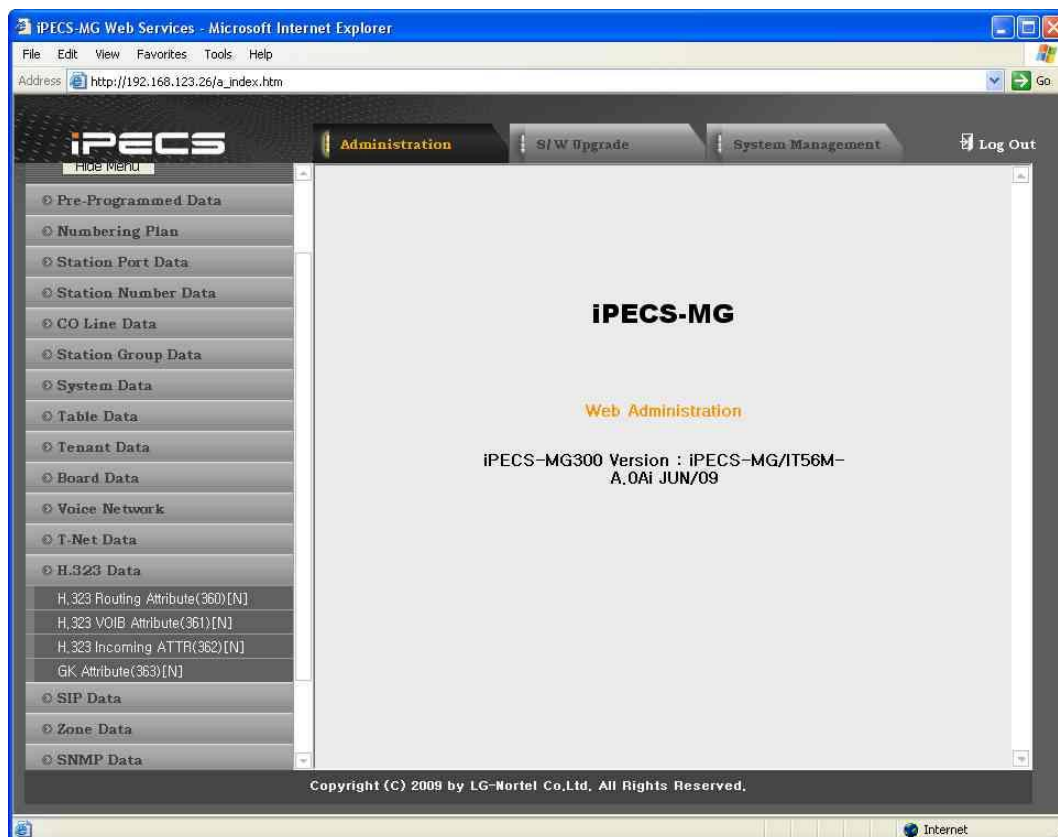 iPECS-MG Web Services - Microsoft Internet Explorer
File Edit View Favorites Tools Help
Address http://192.168.123.26/a_index.htm Go
iPECS
Administration
S/W Upgrade
System Management
Log Out
Hide Menu
Pre-Programmed Data
Numbering Plan
Station Port Data
Station Number Data
CO Line Data
Station Group Data
System Data
Table Data
Tenant Data
Board Data
Voice Network
T-Net Data
H.323 Data
H.323 Routing Attribute(360)[N]
H.323 VOIB Attribute(361)[N]
H.323 Incoming ATTR(362)[N]
GK Attribute(363)[N]
SIP Data
Zone Data
SNMP Data
iPECS-MG
Web Administration
iPECS-MG300 Version : iPECS-MG/IT56M-
A.0Ai JUN/09
Copyright (C) 2009 by LG-Nortel Co.Ltd. All Rights Reserved.
Internet